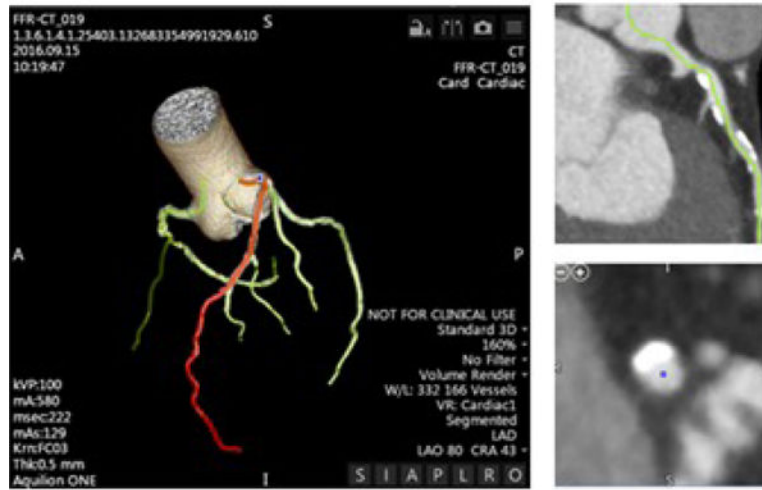 FFR-CT_019
1.3.6.1.4.1.25403.132683354991929.610
2016.09.15
10:19:47
S
CT
FFR-CT_019
Card Cardiac
A
P
NOT FOR CLINICAL USE
Standard 3D
160%
No Filter
Volume Render
W/L: 332 166 Vessels
VR: Cardiac1
Segmented
LAD
LAO 80 CRA 43
kVP:100
mA:580
msec:222
mAs:129
Krn:FC03
Thk:0.5 mm
Aquilion ONE
I
S I A P L R O
I
S